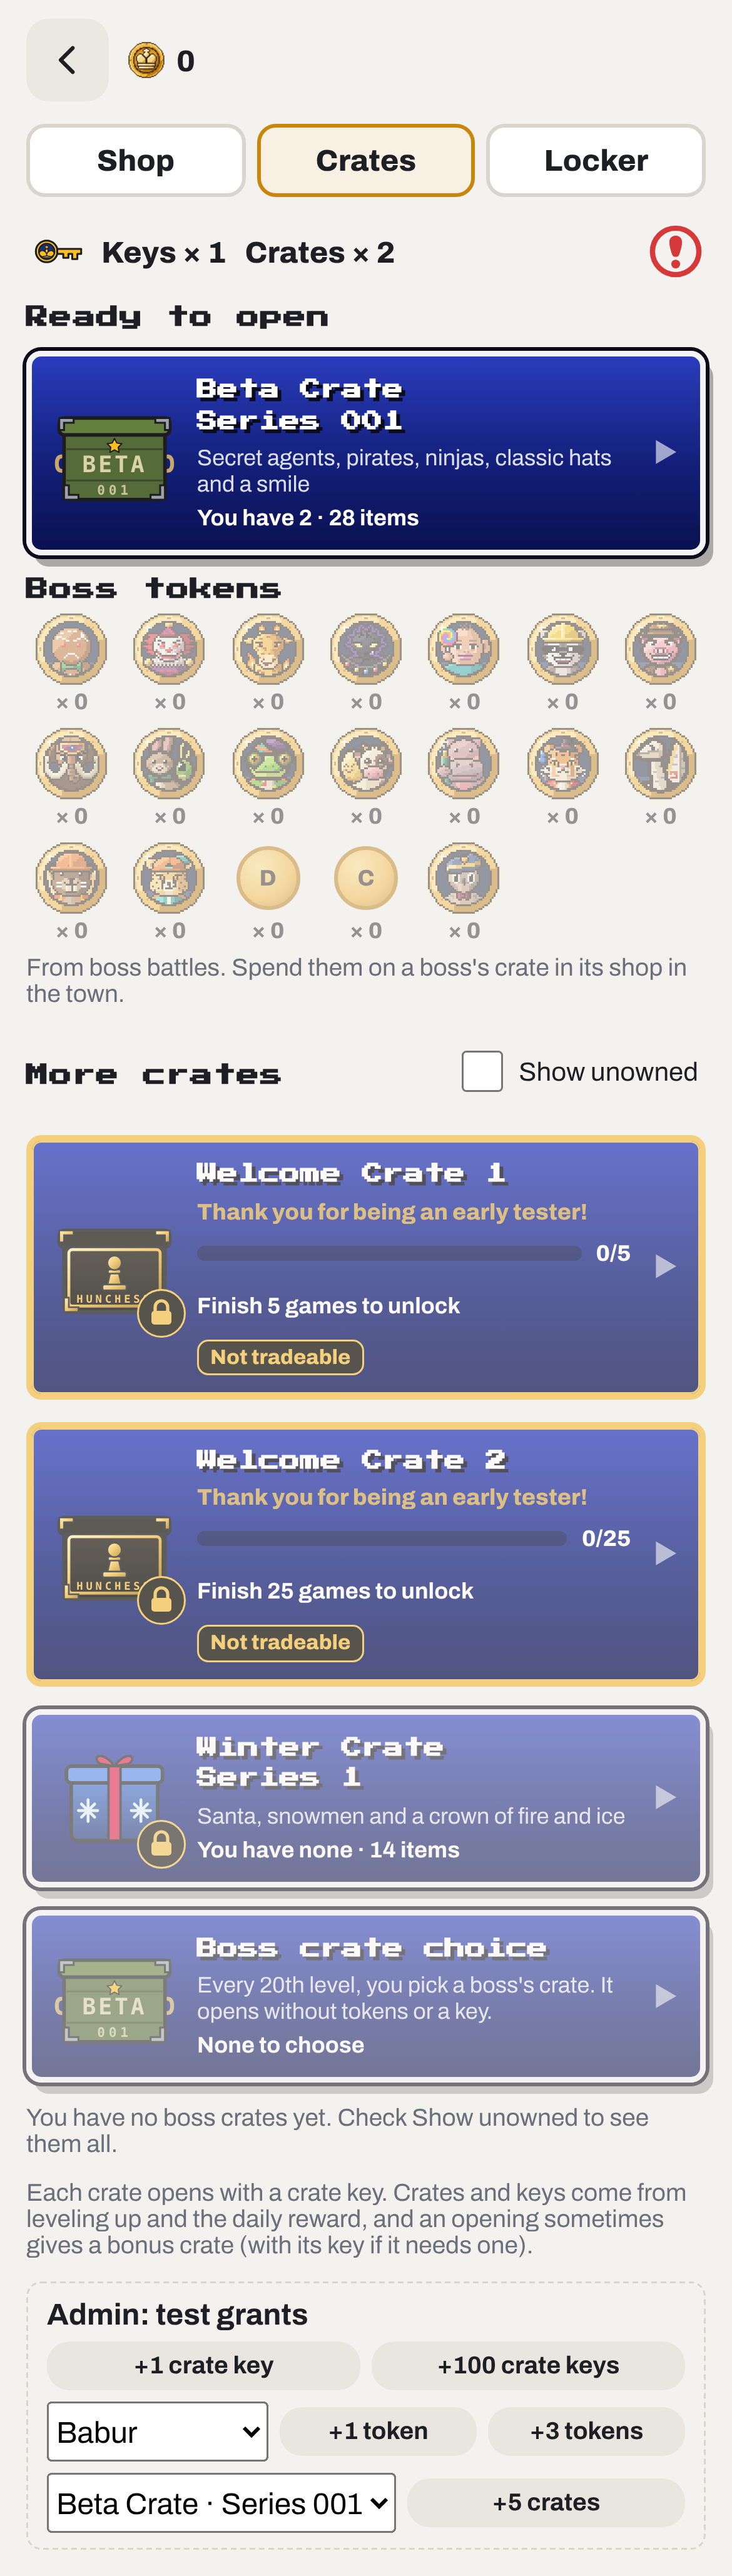 0
Shop
Crates
Locker
Keys × 1 Crates × 2
Ready to open
Beta Crate
Series 001
BETA
001
Secret agents, pirates, ninjas, classic hats
and a smile
You have 2 · 28 items
Boss tokens
× 0 × 0 × 0 × 0 × 0 × 0 × 0
× 0 × 0 × 0 × 0 × 0 × 0 × 0
D C
× 0 × 0 × 0 × 0 × 0
From boss battles. Spend them on a boss's crate in its shop in
the town.
More crates
Show unowned
Welcome Crate 1
Thank you for being an early tester!
0/5
HUNCHES
Finish 5 games to unlock
Not tradeable
Welcome Crate 2
Thank you for being an early tester!
0/25
HUNCHES
Finish 25 games to unlock
Not tradeable
Winter Crate
Series 1
Santa, snowmen and a crown of fire and ice
You have none · 14 items
Boss crate choice
BETA
001
Every 20th level, you pick a boss's crate. It
opens without tokens or a key.
None to choose
You have no boss crates yet. Check Show unowned to see
them all.
Each crate opens with a crate key. Crates and keys come from
leveling up and the daily reward, and an opening sometimes
gives a bonus crate (with its key if it needs one).
Admin: test grants
+1 crate key
+100 crate keys
Babur
+1 token
+3 tokens
Beta Crate · Series 001
+5 crates